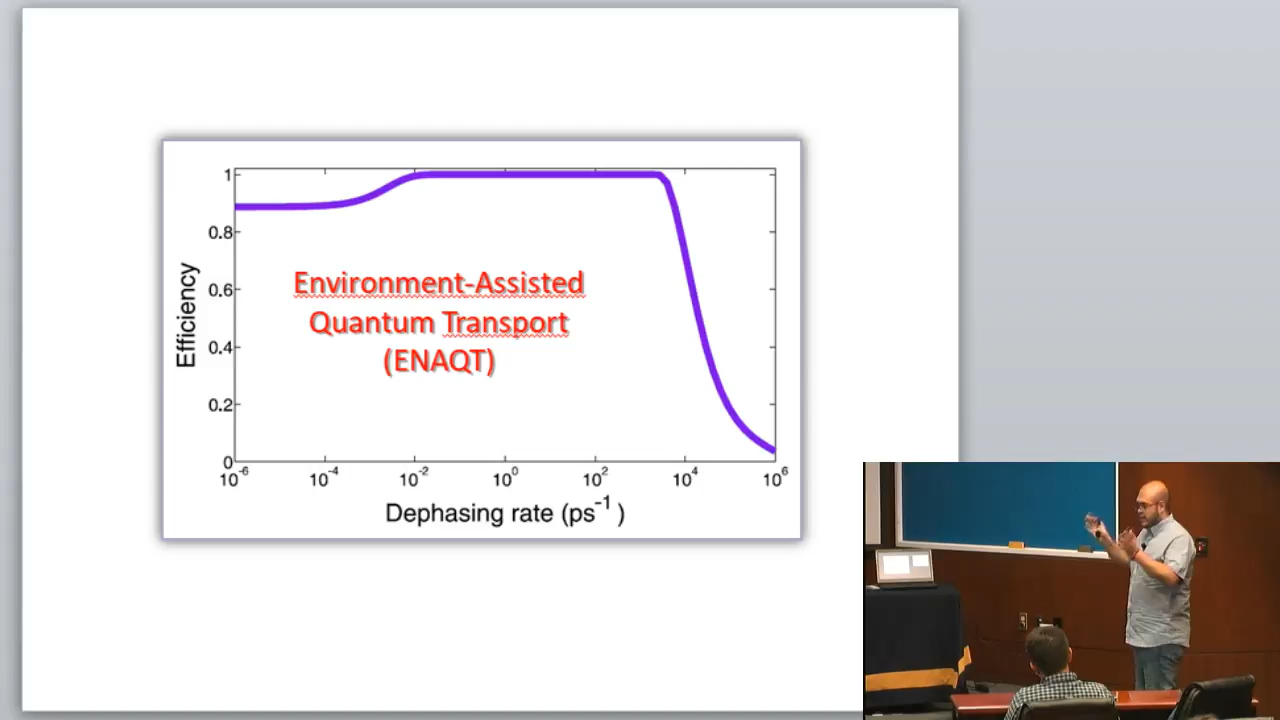 1
0.8
0.6
0.4
0.2
0
Efficiency
Environment-Assisted
Quantum Transport
(ENAQT)
10⁻⁶ 10⁻⁴ 10⁻² 10⁰ 10² 10⁴ 10⁶
Dephasing rate (ps⁻¹ )